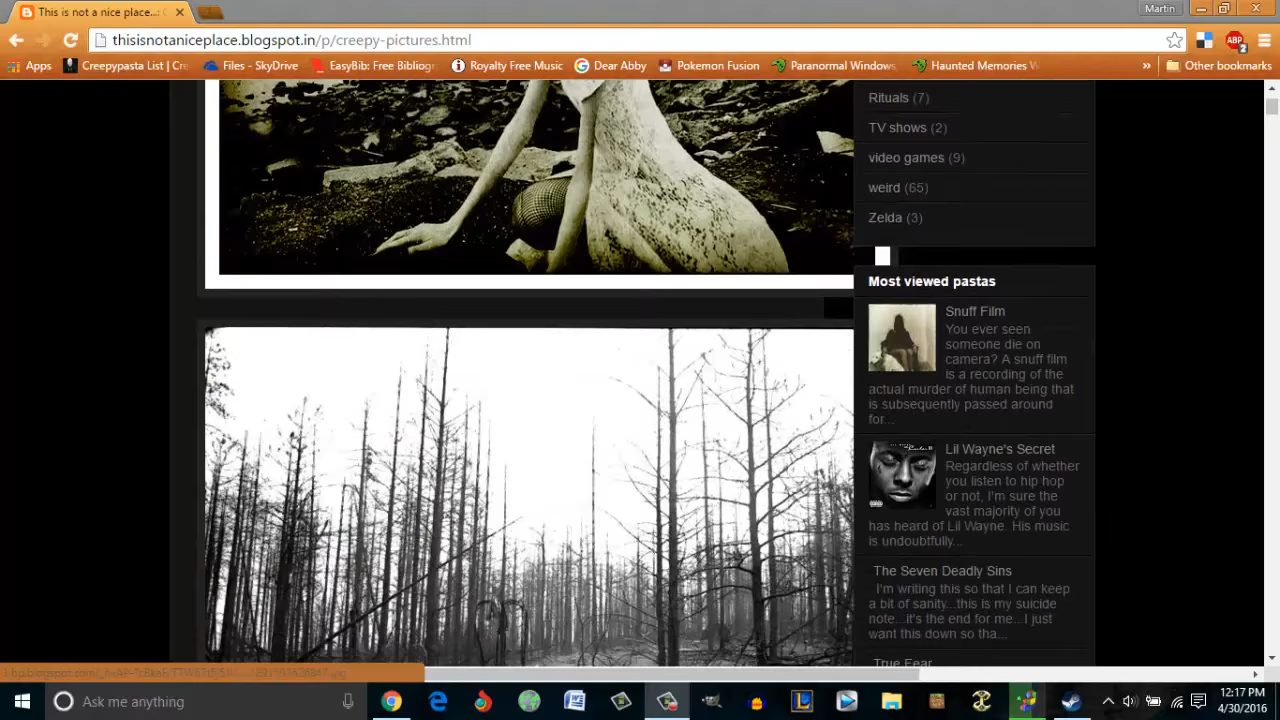 This is not a nice place...: C
Martin
thisisnotaniceplace.blogspot.in/p/creepy-pictures.html
ABP
2
Apps
Creepypasta List | Cre
Files - SkyDrive
EasyBib: Free Bibliogr
Royalty Free Music
Dear Abby
Pokemon Fusion
Paranormal Windows
Haunted Memories W
»
Other bookmarks
Rituals (7)
TV shows (2)
video games (9)
weird (65)
Zelda (3)
Most viewed pastas
Snuff Film
You ever seen
someone die on
camera? A snuff film
is a recording of the
actual murder of human being that
is subsequently passed around
for...
Lil Wayne's Secret
Regardless of whether
you listen to hip hop
or not, I'm sure the
vast majority of you
has heard of Lil Wayne. His music
is undoubtfully...
The Seven Deadly Sins
I'm writing this so that I can keep
a bit of sanity...this is my suicide
note...it's the end for me...I just
want this down so tha...
True Fear
Ask me anything
12:17 PM
4/30/2016